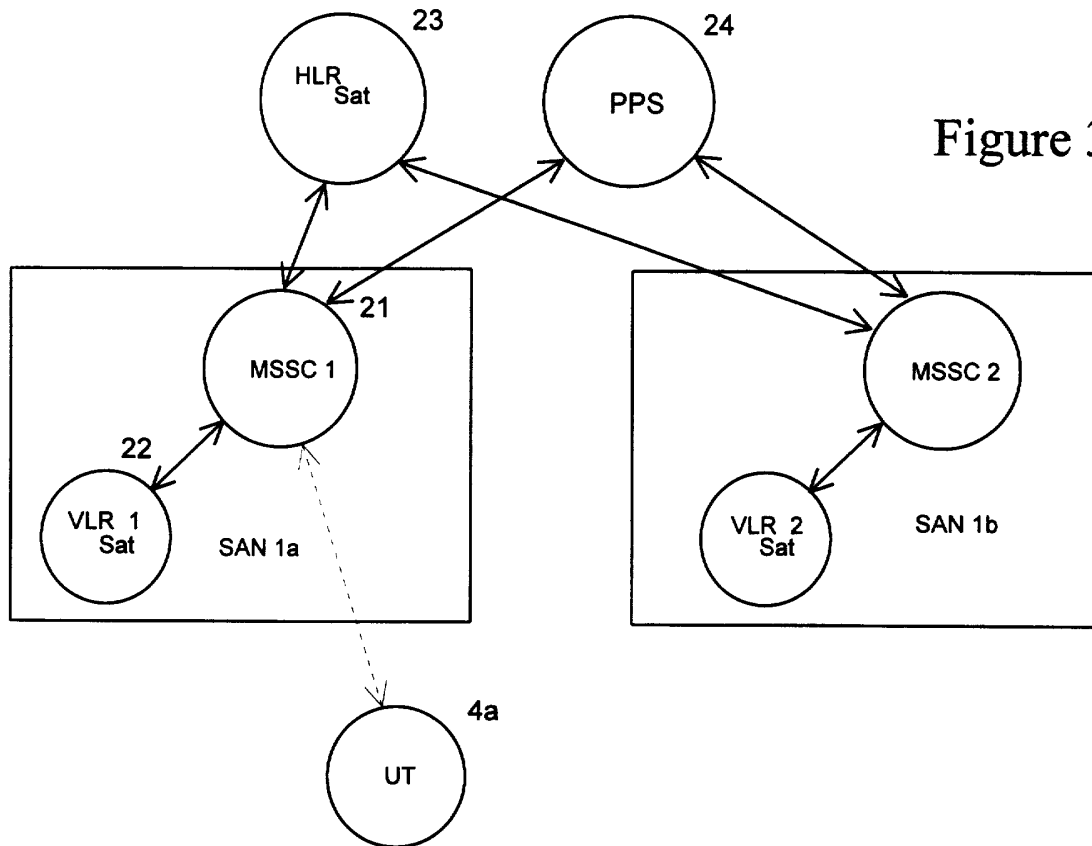 23
24
HLR
Sat
PPS
Figure 3
21
MSSC 1
MSSC 2
22
VLR 1
Sat
SAN 1a
VLR 2
Sat
SAN 1b
4a
UT